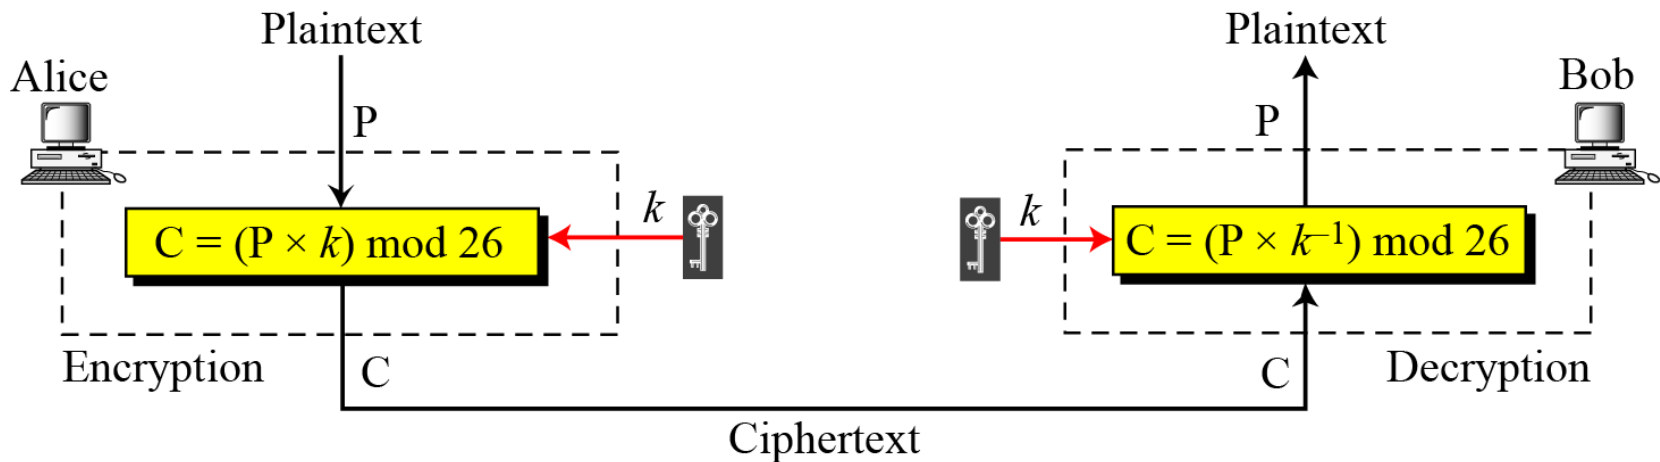 Plaintext
Plaintext
Alice
Bob
P
P
k
k
C = (P × k) mod 26
C = (P × k⁻¹) mod 26
Encryption
C
C
Decryption
Ciphertext